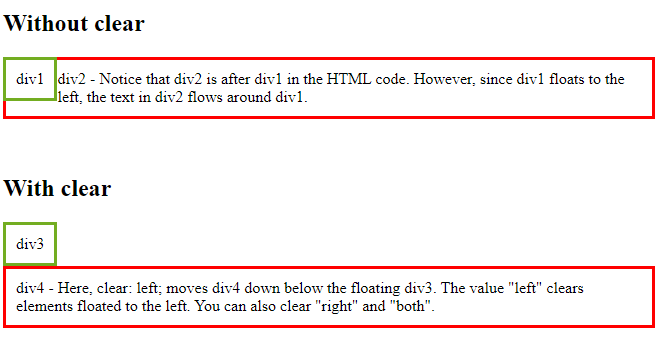 Without clear
div1 div2 - Notice that div2 is after div1 in the HTML code. However, since div1 floats to the
left, the text in div2 flows around div1.
With clear
div3
div4 - Here, clear: left; moves div4 down below the floating div3. The value "left" clears
elements floated to the left. You can also clear "right" and "both".